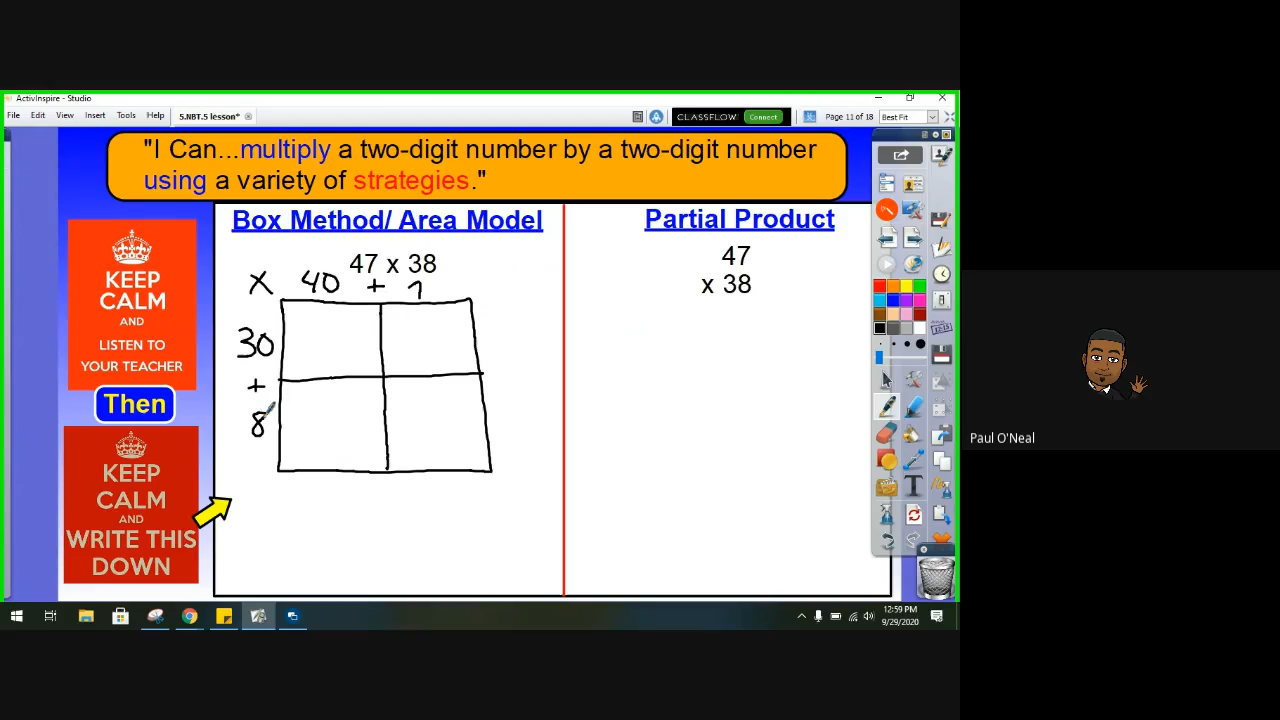 ActivInspire - Studio
File Edit View Insert Tools Help 5.NBT.5 lesson* CLASSFLOW Connect Page 11 of 18 Best Fit
"I Can...multiply a two-digit number by a two-digit number
using a variety of strategies."
KEEP
CALM
AND
LISTEN TO
YOUR TEACHER
Then
KEEP
CALM
AND
WRITE THIS
DOWN
Box Method/ Area Model
47 x 38
X 40 + 7
30
+
8
Partial Product
47
x 38
T
Paul O'Neal
12:59 PM
9/29/2020